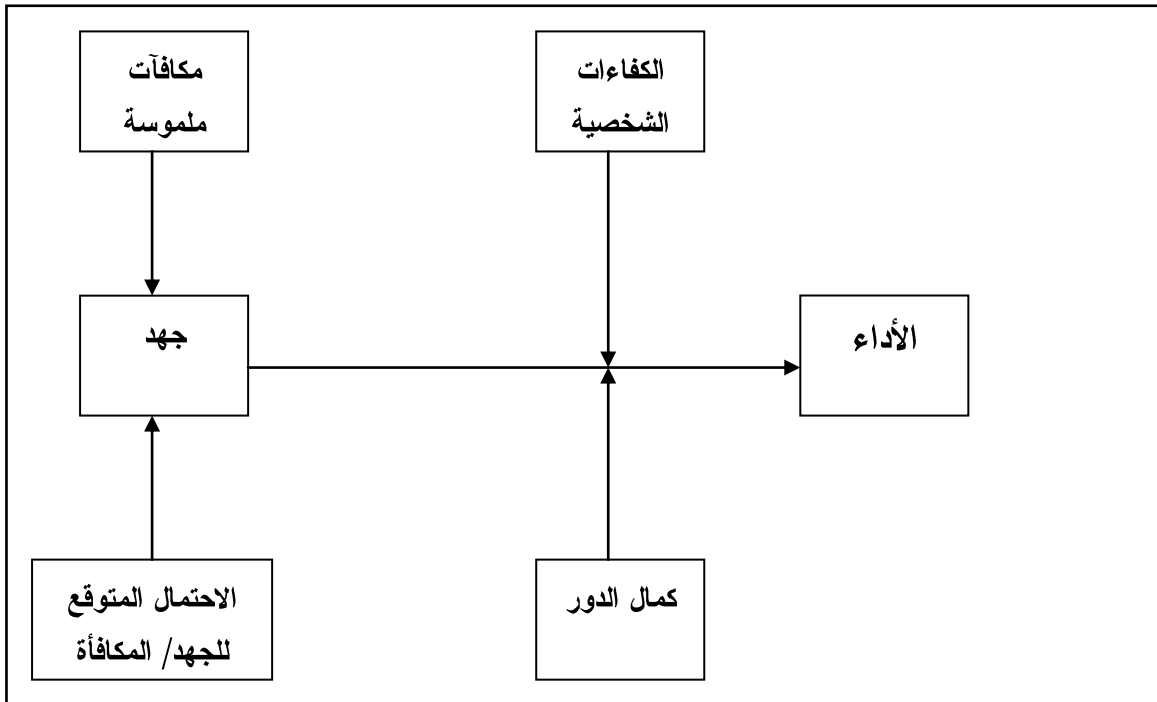 مكافآت
ملموسة
الكفاءات
الشخصية
جهد
الأداء
الاحتمال المتوقع
للجهد/ المكافأة
كمال الدور